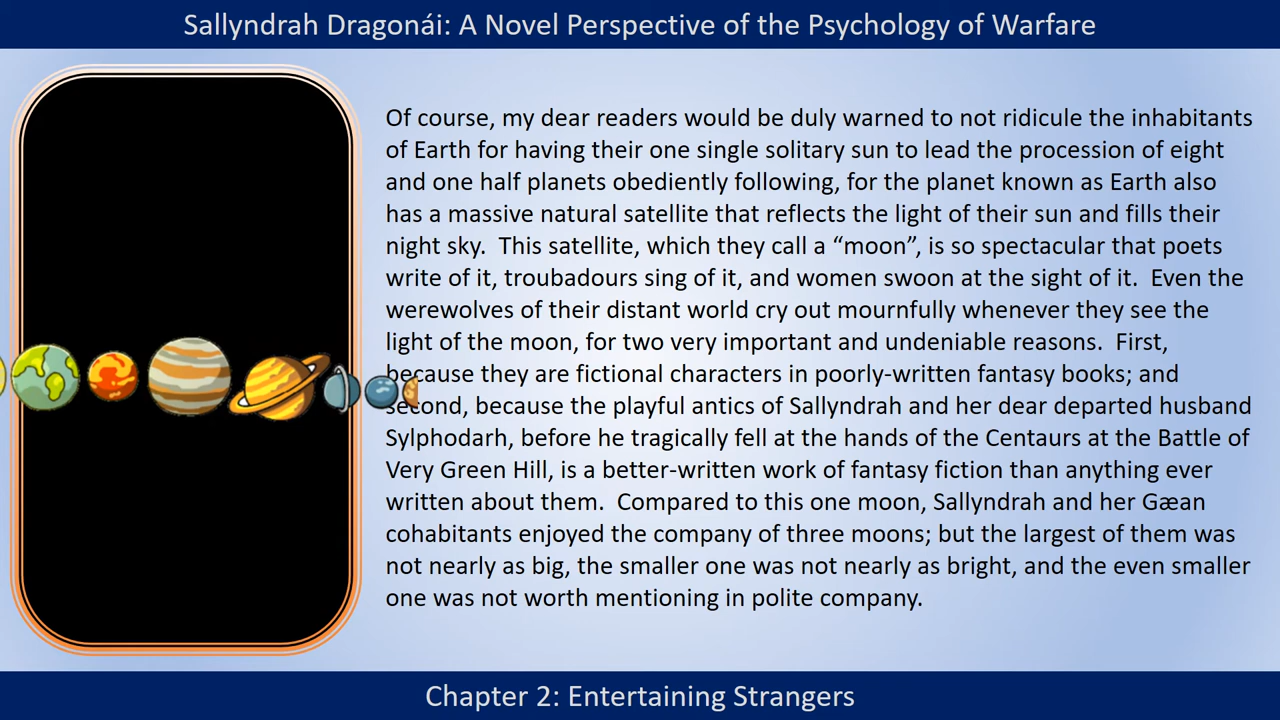 Sallyndrah Dragonái: A Novel Perspective of the Psychology of Warfare
Of course, my dear readers would be duly warned to not ridicule the inhabitants
of Earth for having their one single solitary sun to lead the procession of eight
and one half planets obediently following, for the planet known as Earth also
has a massive natural satellite that reflects the light of their sun and fills their
night sky.  This satellite, which they call a “moon”, is so spectacular that poets
write of it, troubadours sing of it, and women swoon at the sight of it.  Even the
werewolves of their distant world cry out mournfully whenever they see the
light of the moon, for two very important and undeniable reasons.  First,
because they are fictional characters in poorly-written fantasy books; and
second, because the playful antics of Sallyndrah and her dear departed husband
Sylphodarh, before he tragically fell at the hands of the Centaurs at the Battle of
Very Green Hill, is a better-written work of fantasy fiction than anything ever
written about them.  Compared to this one moon, Sallyndrah and her Gæan
cohabitants enjoyed the company of three moons; but the largest of them was
not nearly as big, the smaller one was not nearly as bright, and the even smaller
one was not worth mentioning in polite company.
Chapter 2: Entertaining Strangers